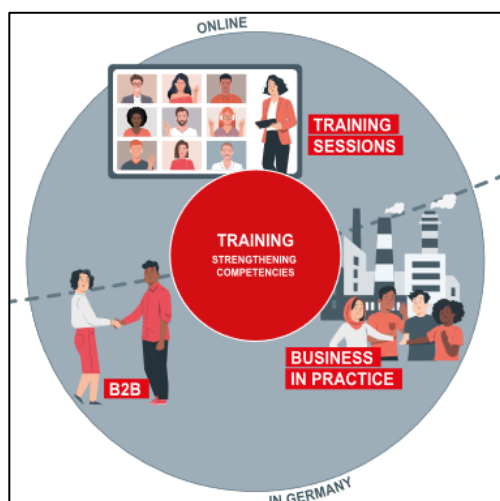 ONLINE
TRAINING
SESSIONS
TRAINING
STRENGTHENING
COMPETENCIES
BUSINESS
IN PRACTICE
B2B
IN GERMANY